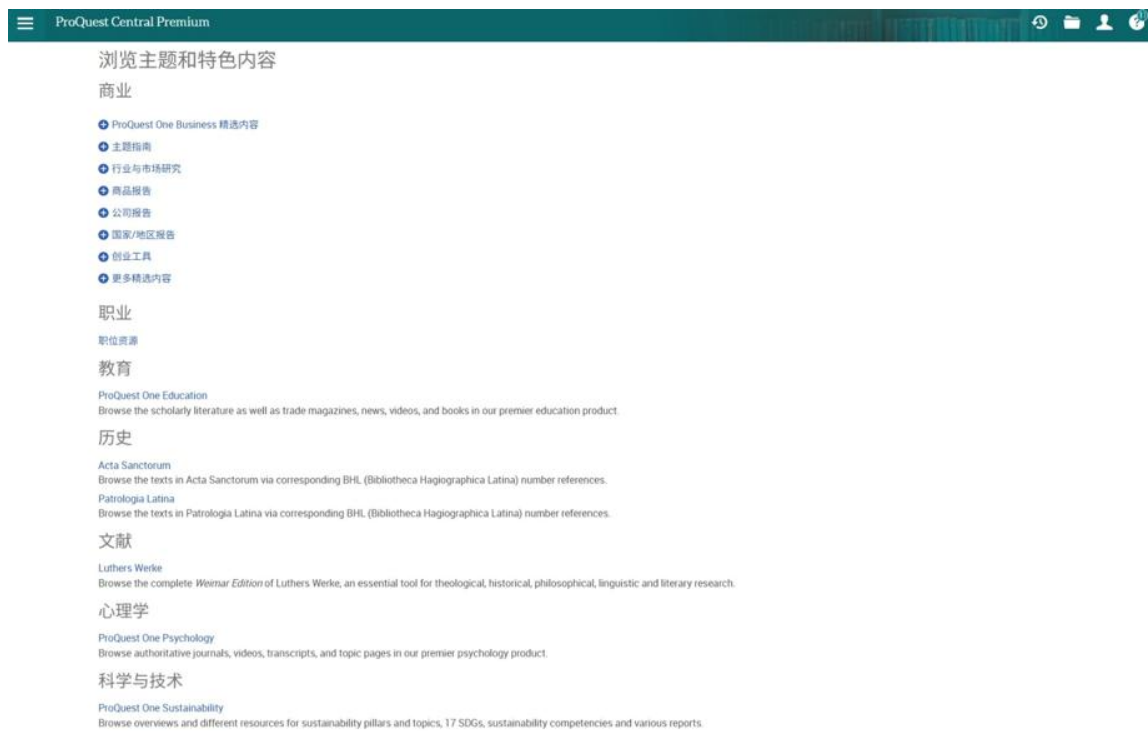 ProQuest Central Premium
浏览主题和特色内容
商业
ProQuest One Business 精选内容
主题指南
行业与市场研究
商品报告
公司报告
国家/地区报告
创业工具
更多精选内容
职业
职位资源
教育
ProQuest One Education
Browse the scholarly literature as well as trade magazines, news, videos, and books in our premier education product.
历史
Acta Sanctorum
Browse the texts in Acta Sanctorum via corresponding BHL (Bibliotheca Hagiographica Latina) number references.
Patrologia Latina
Browse the texts in Patrologia Latina via corresponding BHL (Bibliotheca Hagiographica Latina) number references.
文献
Luthers Werke
Browse the complete Weimar Edition of Luthers Werke, an essential tool for theological, historical, philosophical, linguistic and literary research.
心理学
ProQuest One Psychology
Browse authoritative journals, videos, transcripts, and topic pages in our premier psychology product.
科学与技术
ProQuest One Sustainability
Browse overviews and different resources for sustainability pillars and topics, 17 SDGs, sustainability competencies and various reports.